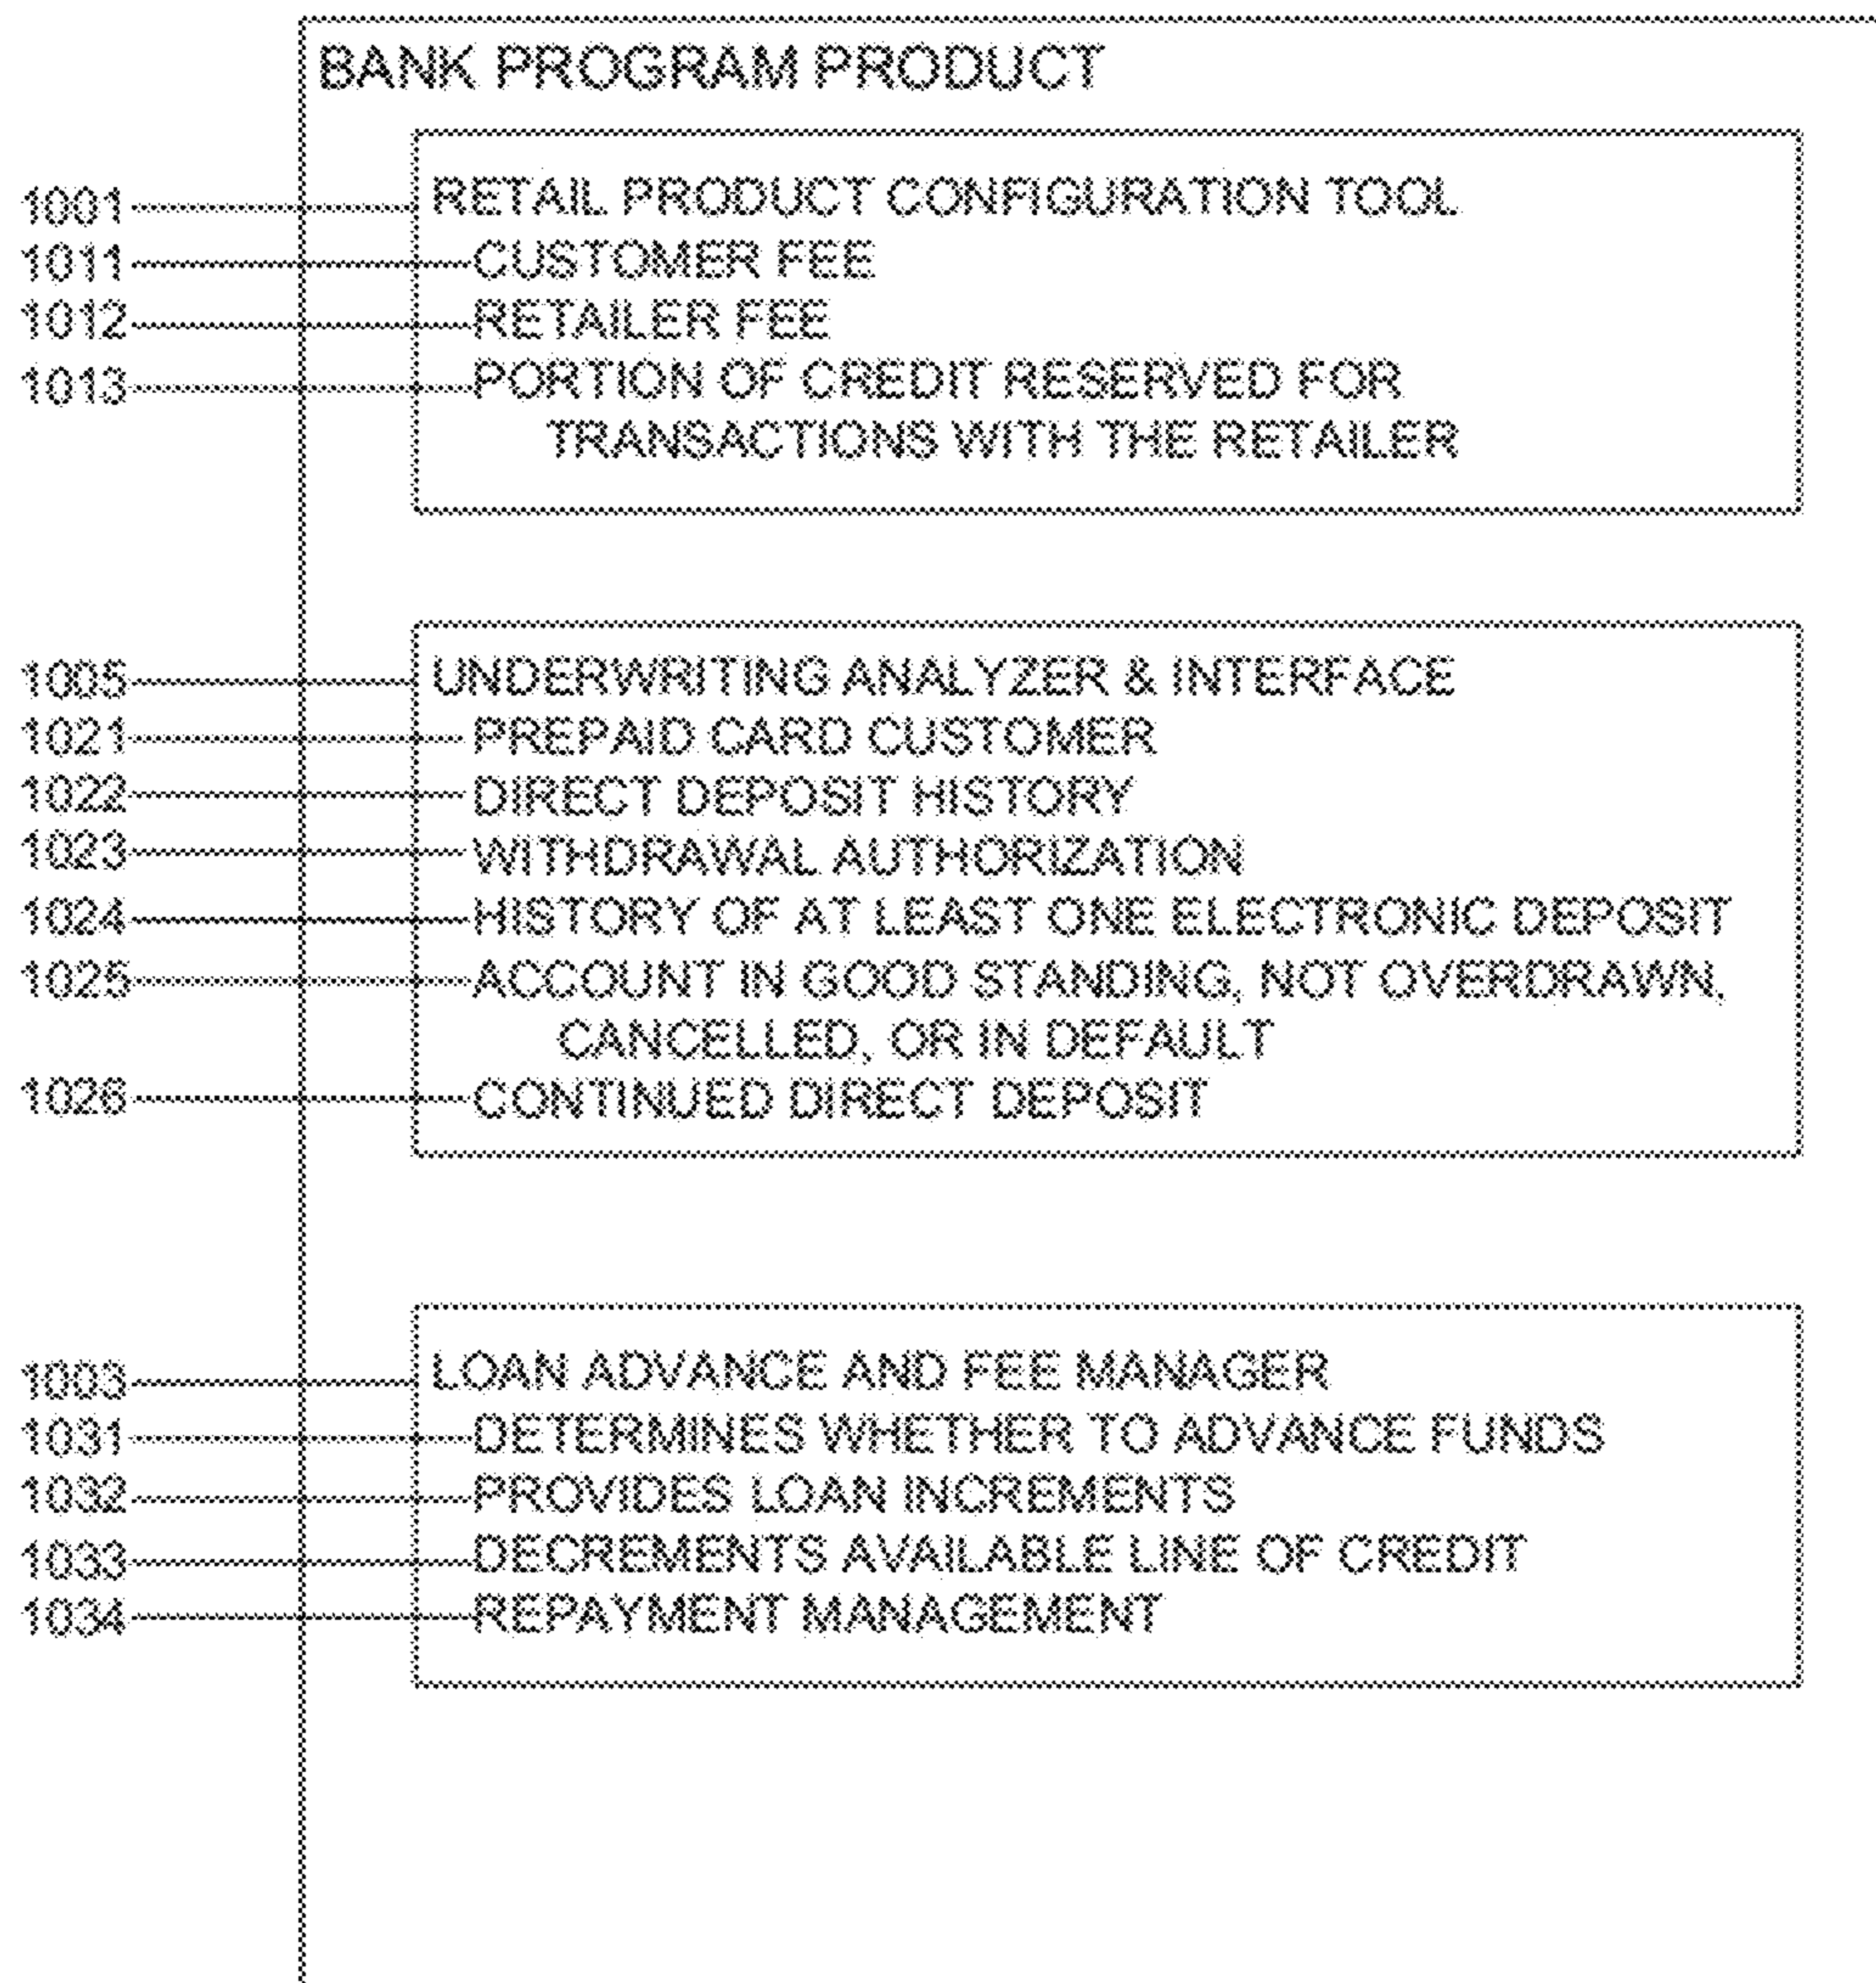 BANK PROGRAM PRODUCT
1001 RETAIL PRODUCT CONFIGURATION TOOL
1011 CUSTOMER FEE
1012 RETAILER FEE
1013 PORTION OF CREDIT RESERVED FOR
TRANSACTIONS WITH THE RETAILER
1005 UNDERWRITING ANALYZER & INTERFACE
1021 PREPAID CARD CUSTOMER
1022 DIRECT DEPOSIT HISTORY
1023 WITHDRAWAL AUTHORIZATION
1024 HISTORY OF AT LEAST ONE ELECTRONIC DEPOSIT
1025 ACCOUNT IN GOOD STANDING, NOT OVERDRAWN,
CANCELLED, OR IN DEFAULT
1026 CONTINUED DIRECT DEPOSIT
1003 LOAN ADVANCE AND FEE MANAGER
1031 DETERMINES WHETHER TO ADVANCE FUNDS
1032 PROVIDES LOAN INCREMENTS
1033 DECREMENTS AVAILABLE LINE OF CREDIT
1034 REPAYMENT MANAGEMENT